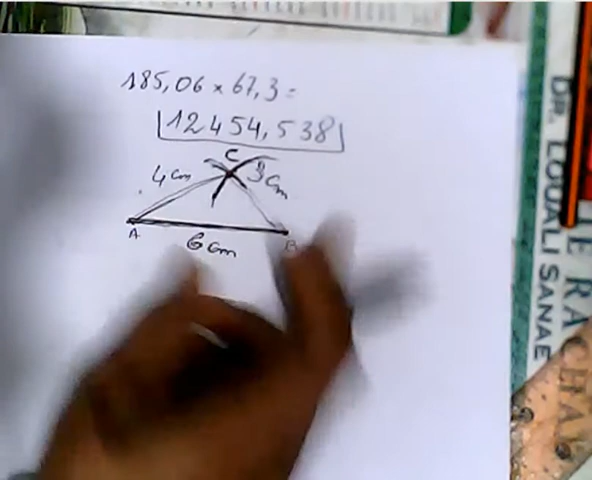 185,06 × 67,3 =
12454,538
C
4cm
3cm
A
B
6cm
DR. LOUALI SANAE